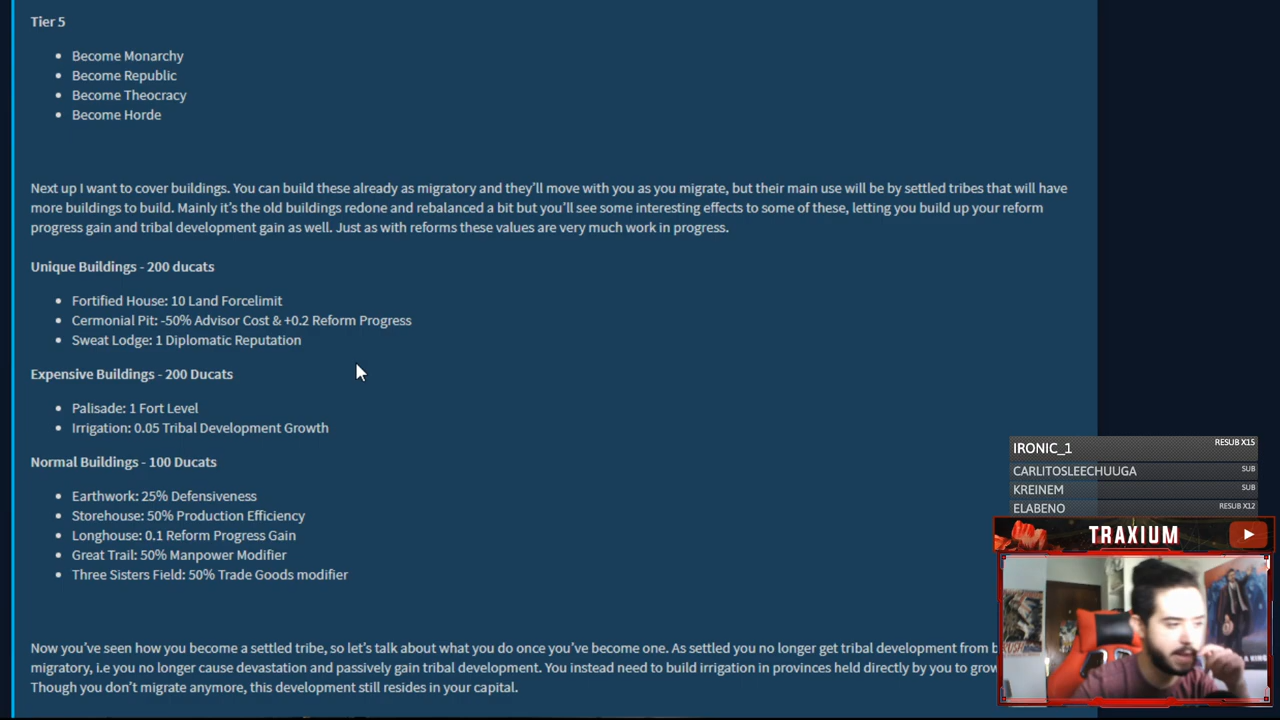 Tier 5
Become Monarchy
Become Republic
Become Theocracy
Become Horde
Next up I want to cover buildings. You can build these already as migratory and they'll move with you as you migrate, but their main use will be by settled tribes that will have
more buildings to build. Mainly it's the old buildings redone and rebalanced a bit but you'll see some interesting effects to some of these, letting you build up your reform
progress gain and tribal development gain as well. Just as with reforms these values are very much work in progress.
Unique Buildings - 200 ducats
Fortified House: 10 Land Forcelimit
Cermonial Pit: -50% Advisor Cost & +0.2 Reform Progress
Sweat Lodge: 1 Diplomatic Reputation
Expensive Buildings - 200 Ducats
Palisade: 1 Fort Level
Irrigation: 0.05 Tribal Development Growth
Normal Buildings - 100 Ducats
Earthwork: 25% Defensiveness
Storehouse: 50% Production Efficiency
Longhouse: 0.1 Reform Progress Gain
Great Trail: 50% Manpower Modifier
Three Sisters Field: 50% Trade Goods modifier
Now you've seen how you become a settled tribe, so let's talk about what you do once you've become one. As settled you no longer get tribal development from
migratory, i.e you no longer cause devastation and passively gain tribal development. You instead need to build irrigation in provinces held directly by you to grow
Though you don't migrate anymore, this development still resides in your capital.
IRONIC_1 RESUB X15
CARLITOSLEECHUUGA SUB
KREINEM SUB
ELABENO RESUB X12
TRAXIUM